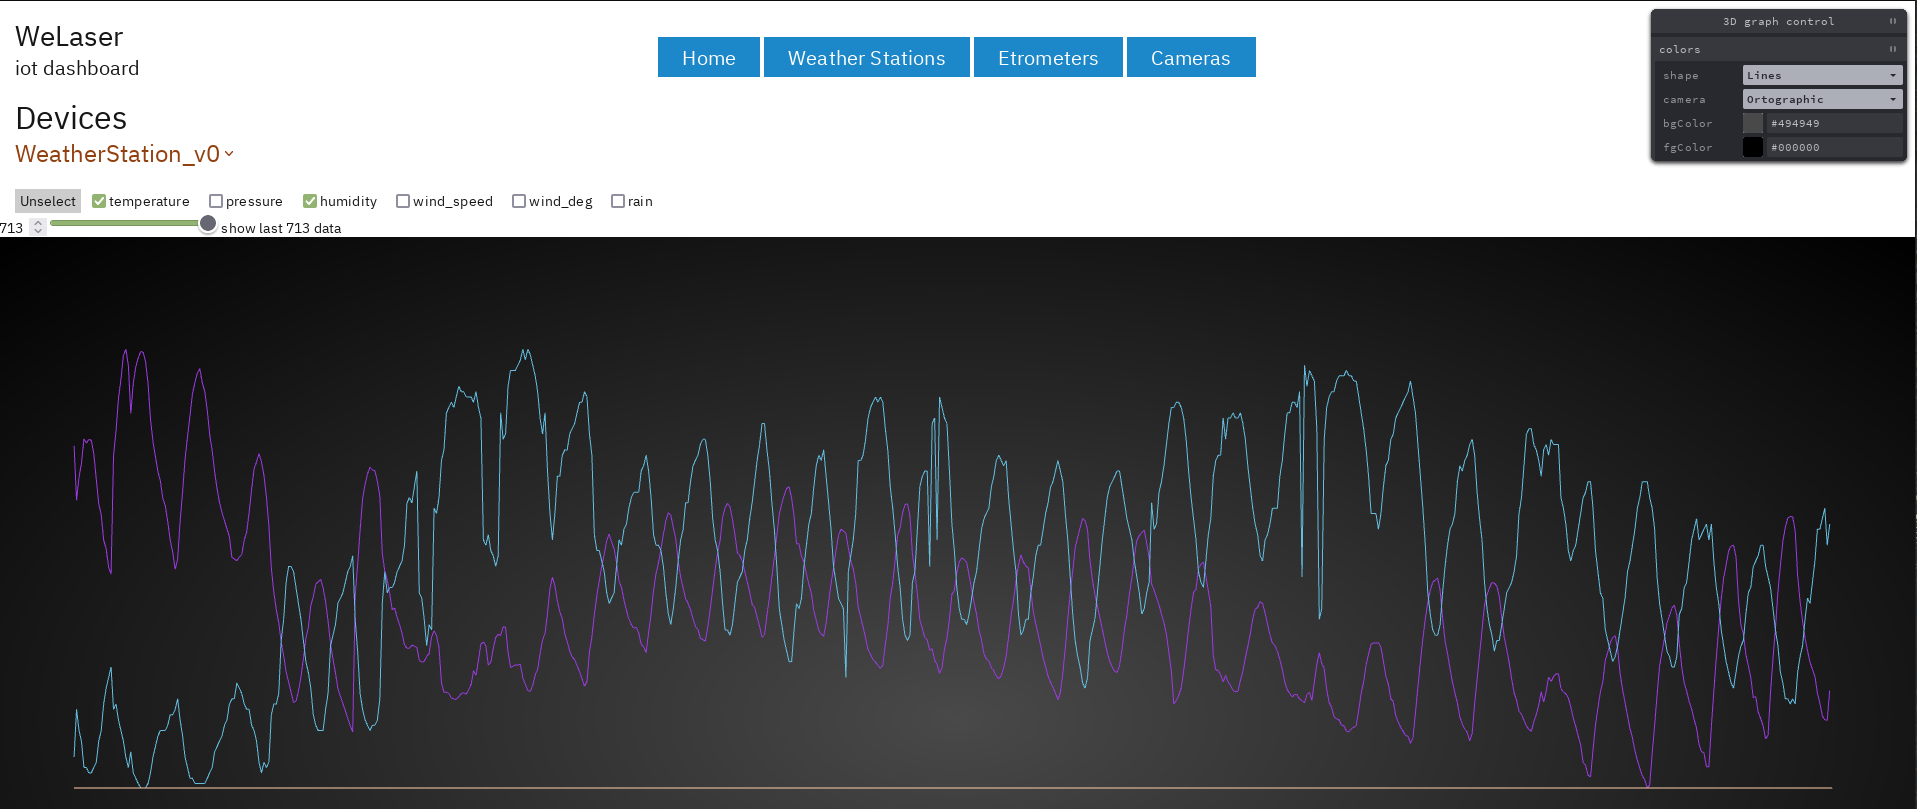 WeLaser
iot dashboard
Home Weather Stations Etrometers Cameras
3D graph control
colors
shape Lines
camera Ortographic
bgColor #494949
fgColor #000000
Devices
WeatherStation_v0
Unselect temperature pressure humidity wind_speed wind_deg rain
713 show last 713 data